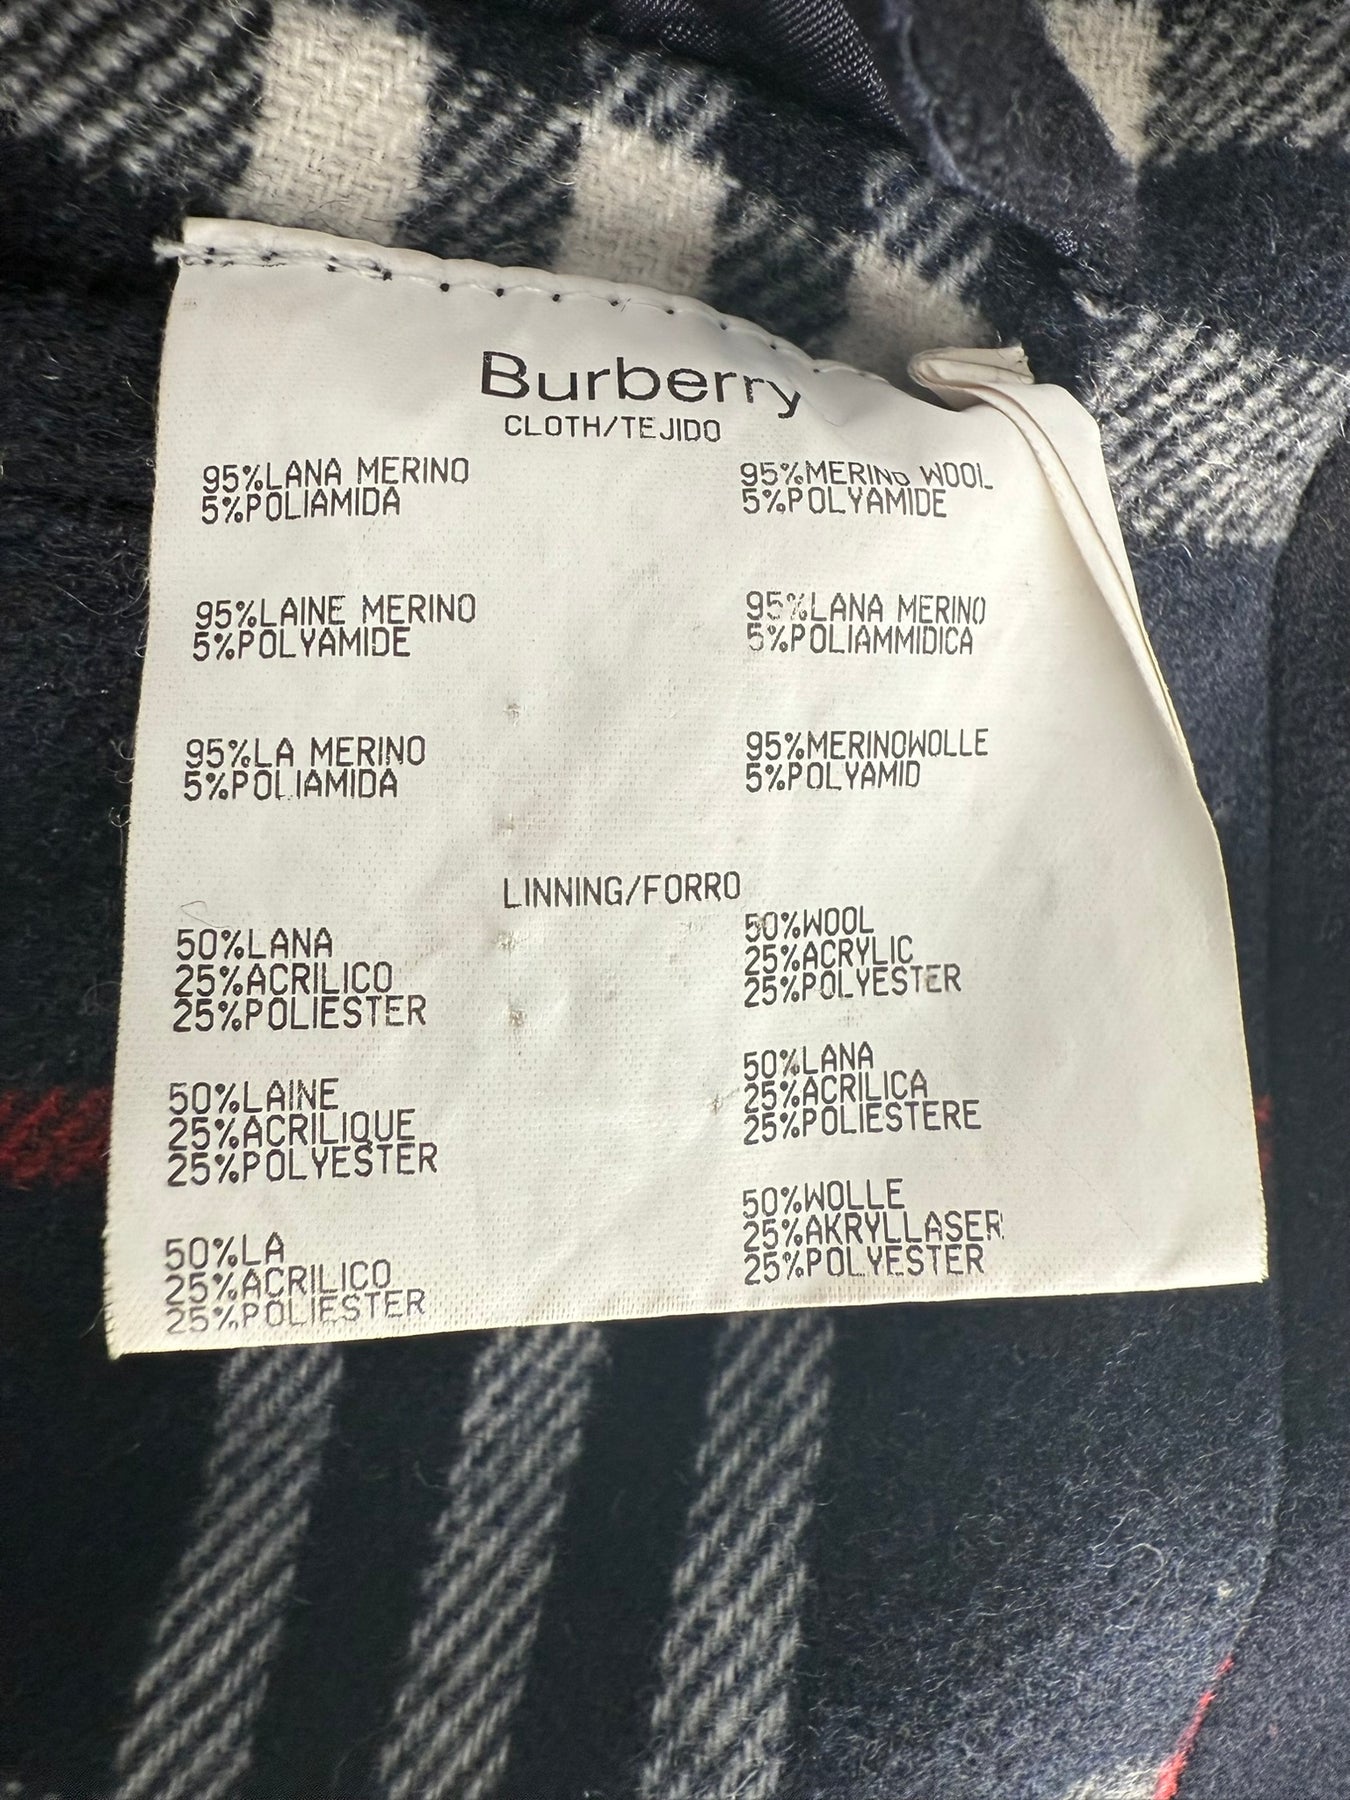 Burberry
CLOTH/TEJIDO
95%LANA MERINO
5%POLIAMIDA
95%MERINO WOOL
5%POLYAMIDE
95%LAINE MERINO
5%POLYAMIDE
95%LANA MERINO
5%POLIAMMIDICA
95%LA MERINO
5%POLIAMIDA
95%MERINOWOLLE
5%POLYAMID
LINNING/FORRO
50%LANA
25%ACRILICO
25%POLIESTER
50%WOOL
25%ACRYLIC
25%POLYESTER
50%LAINE
25%ACRILIQUE
25%POLYESTER
50%LANA
25%ACRILICA
25%POLIESTERE
50%LA
25%ACRILICO
25%POLIESTER
50%WOLLE
25%AKRYLLASER
25%POLYESTER